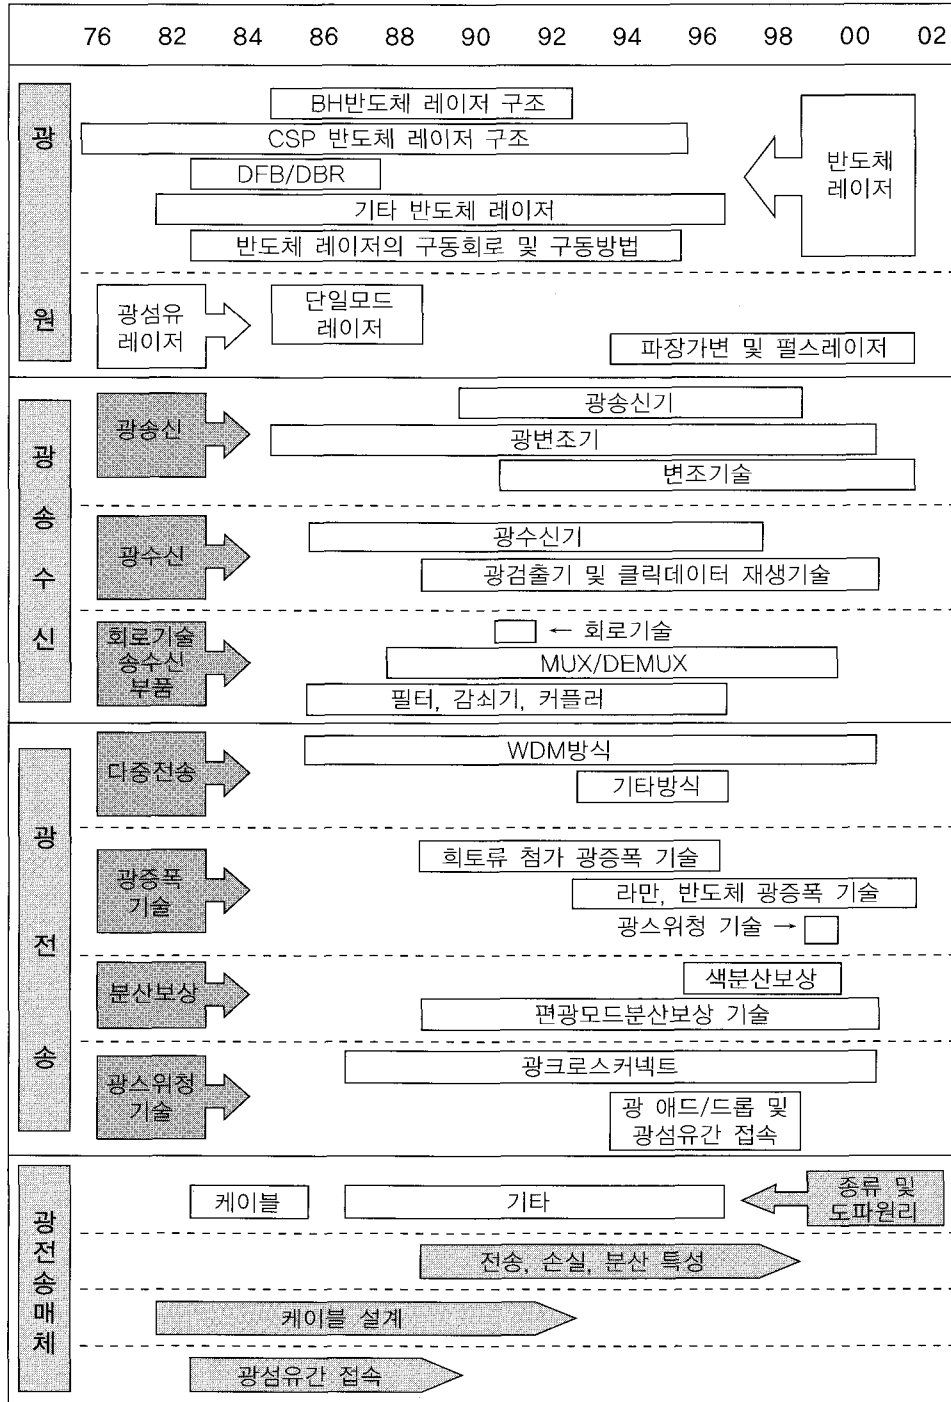 76 82 84 86 88 90 92 94 96 98 00 02
광원
BH반도체 레이저 구조
CSP 반도체 레이저 구조
DFB/DBR
기타 반도체 레이저
반도체 레이저의 구동회로 및 구동방법
반도체
레이저
광섬유
레이저
단일모드
레이저
파장가변 및 펄스레이저
광송수신
광송신
광송신기
광변조기
변조기술
광수신
광수신기
광검출기 및 클릭데이터 재생기술
회로기술
송수신
부품
← 회로기술
MUX/DEMUX
필터, 감쇠기, 커플러
광전송
다중전송
WDM방식
기타방식
광증폭
기술
희토류 첨가 광증폭 기술
라만, 반도체 광증폭 기술
광스위청 기술 →
분산보상
색분산보상
편광모드분산보상 기술
광스위청
기술
광크로스커넥트
광 애드/드롭 및
광섬유간 접속
광전송매체
케이블
기타
종류 및
도파원리
전송, 손실, 분산 특성
케이블 설계
광섬유간 접속